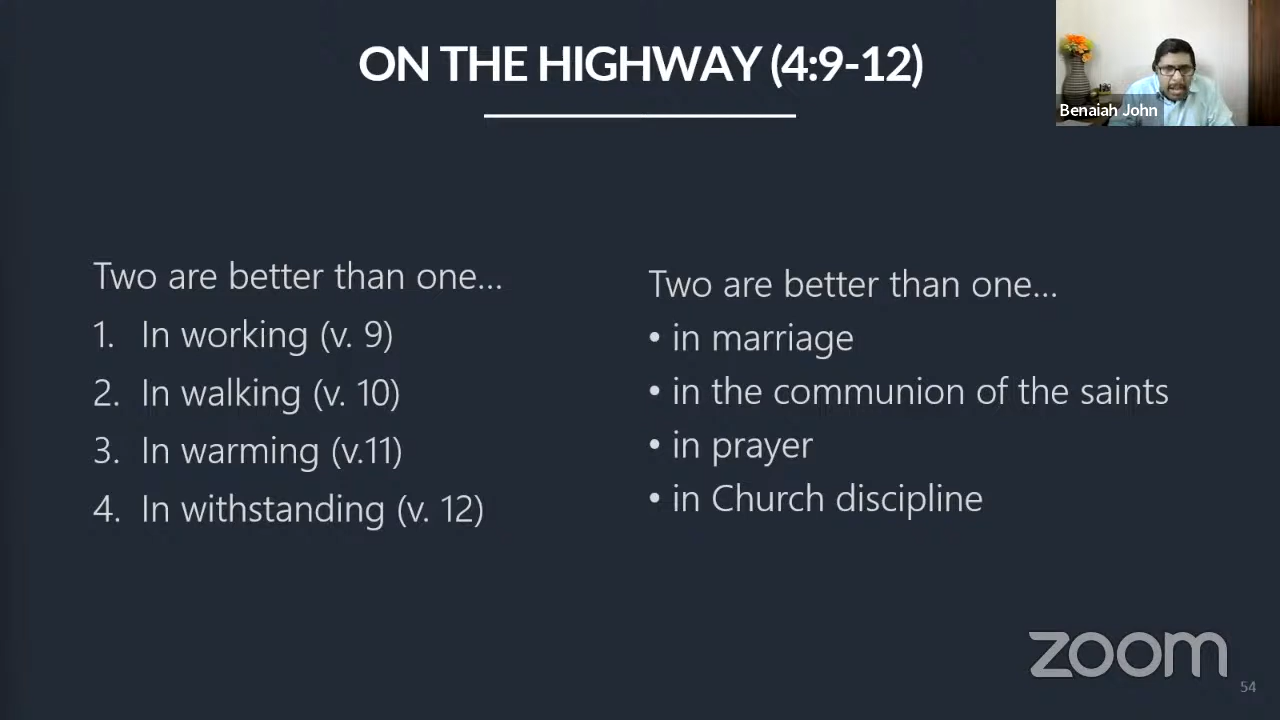 ON THE HIGHWAY (4:9-12)
Benaiah John
Two are better than one...
1. In working (v. 9)
2. In walking (v. 10)
3. In warming (v.11)
4. In withstanding (v. 12)
Two are better than one...
• in marriage
• in the communion of the saints
• in prayer
• in Church discipline
zoom
54